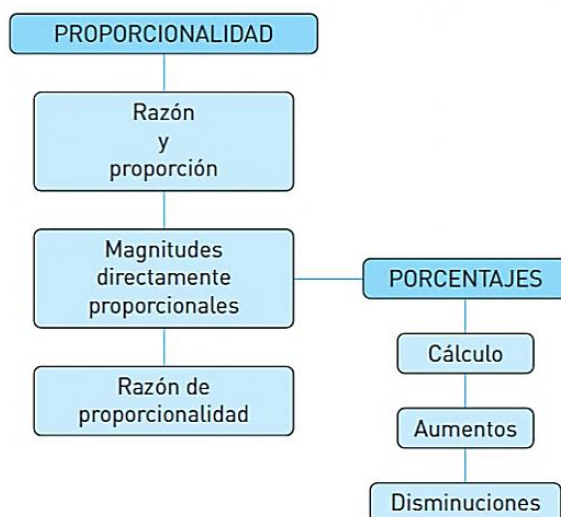 PROPORCIONALIDAD
Razón
y
proporción
Magnitudes
directamente
proporcionales
Razón de
proporcionalidad
PORCENTAJES
Cálculo
Aumentos
Disminuciones